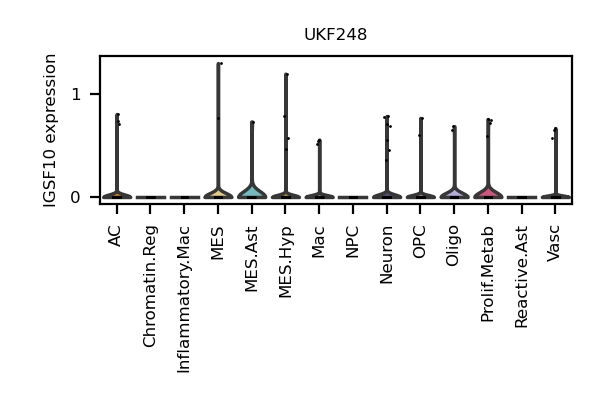 UKF248
IGSF10 expression
1
0
AC
Chromatin.Reg
Inflammatory.Mac
MES
MES.Ast
MES.Hyp
Mac
NPC
Neuron
OPC
Oligo
Prolif.Metab
Reactive.Ast
Vasc